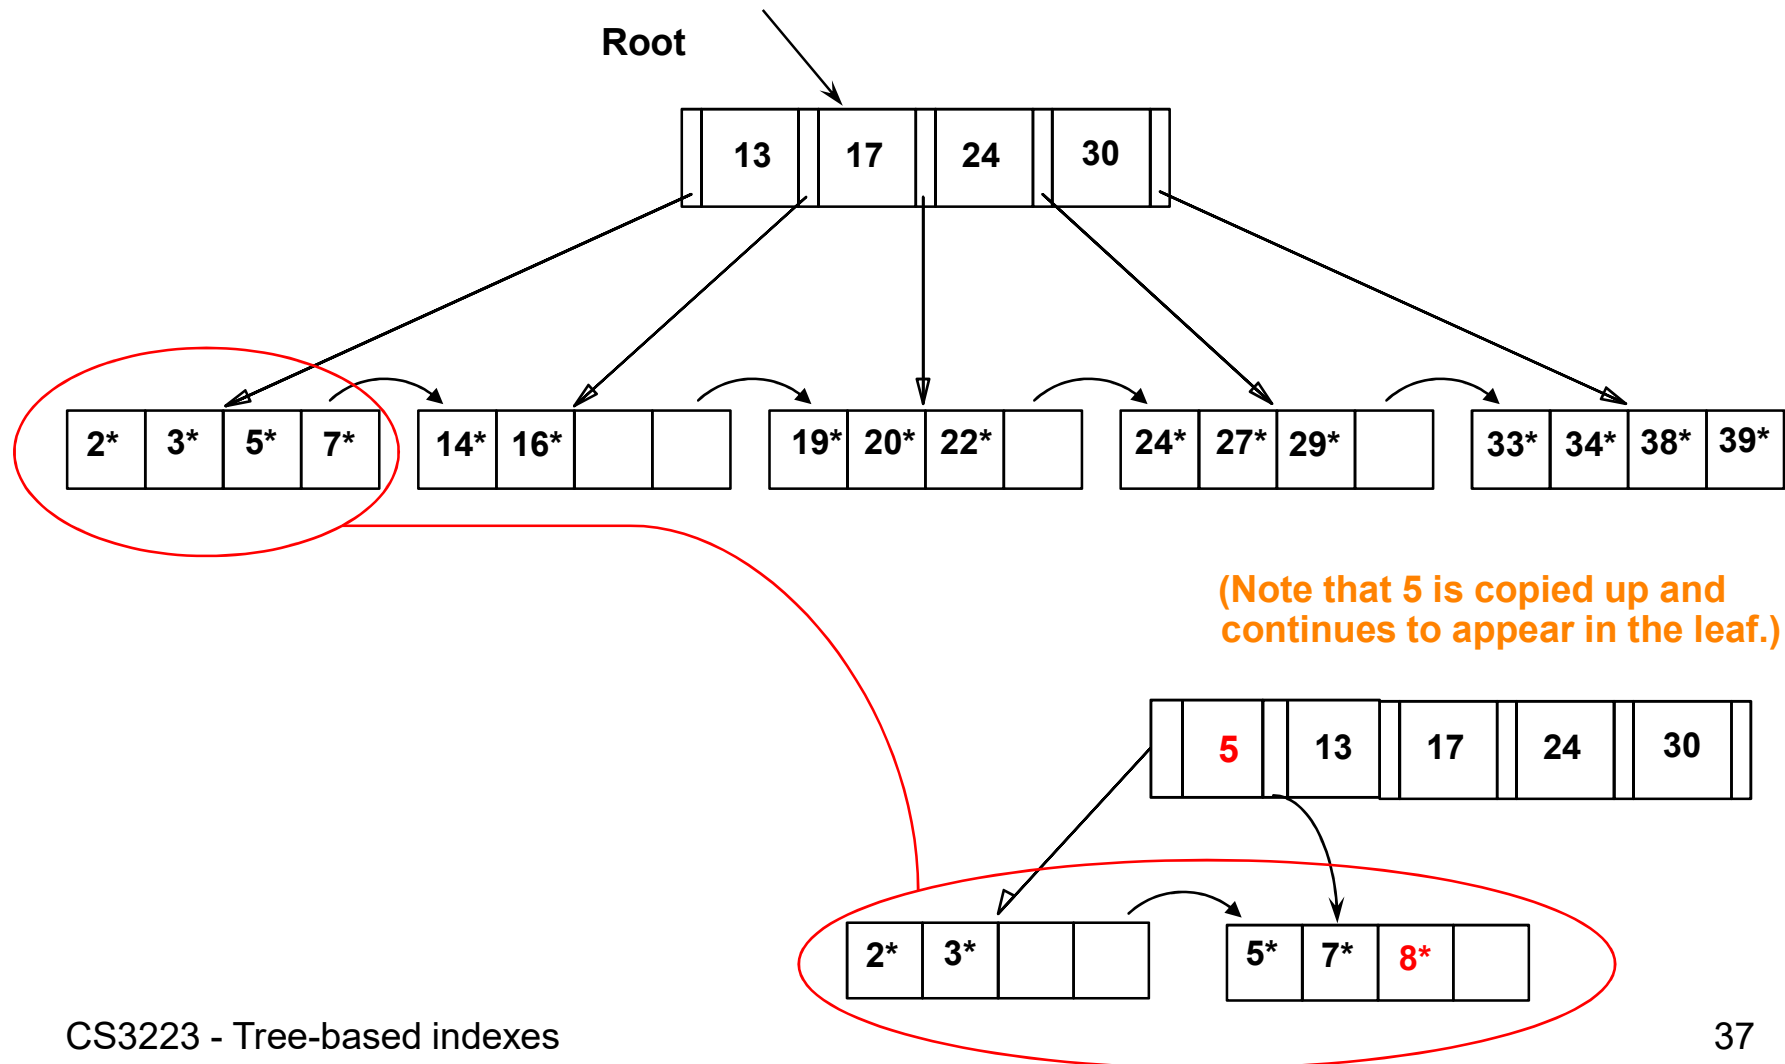 Root
13 17 24 30
2* 3* 5* 7* 14* 16* 19* 20* 22* 24* 27* 29* 33* 34* 38* 39*
(Note that 5 is copied up and
continues to appear in the leaf.)
5 13 17 24 30
2* 3* 5* 7* 8*
CS3223 - Tree-based indexes 37